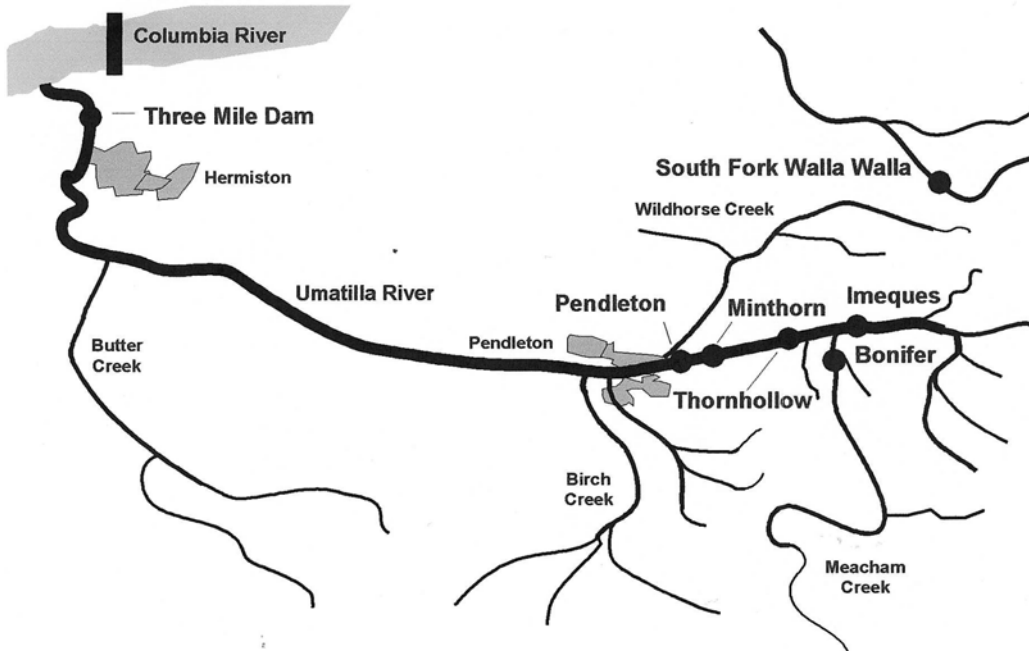 Columbia River
Three Mile Dam
Hermiston
South Fork Walla Walla
Wildhorse Creek
Umatilla River
Pendleton
Minthorn
Imeques
Pendleton
Butter
Creek
Bonifer
Thornhollow
Birch
Creek
Meacham
Creek